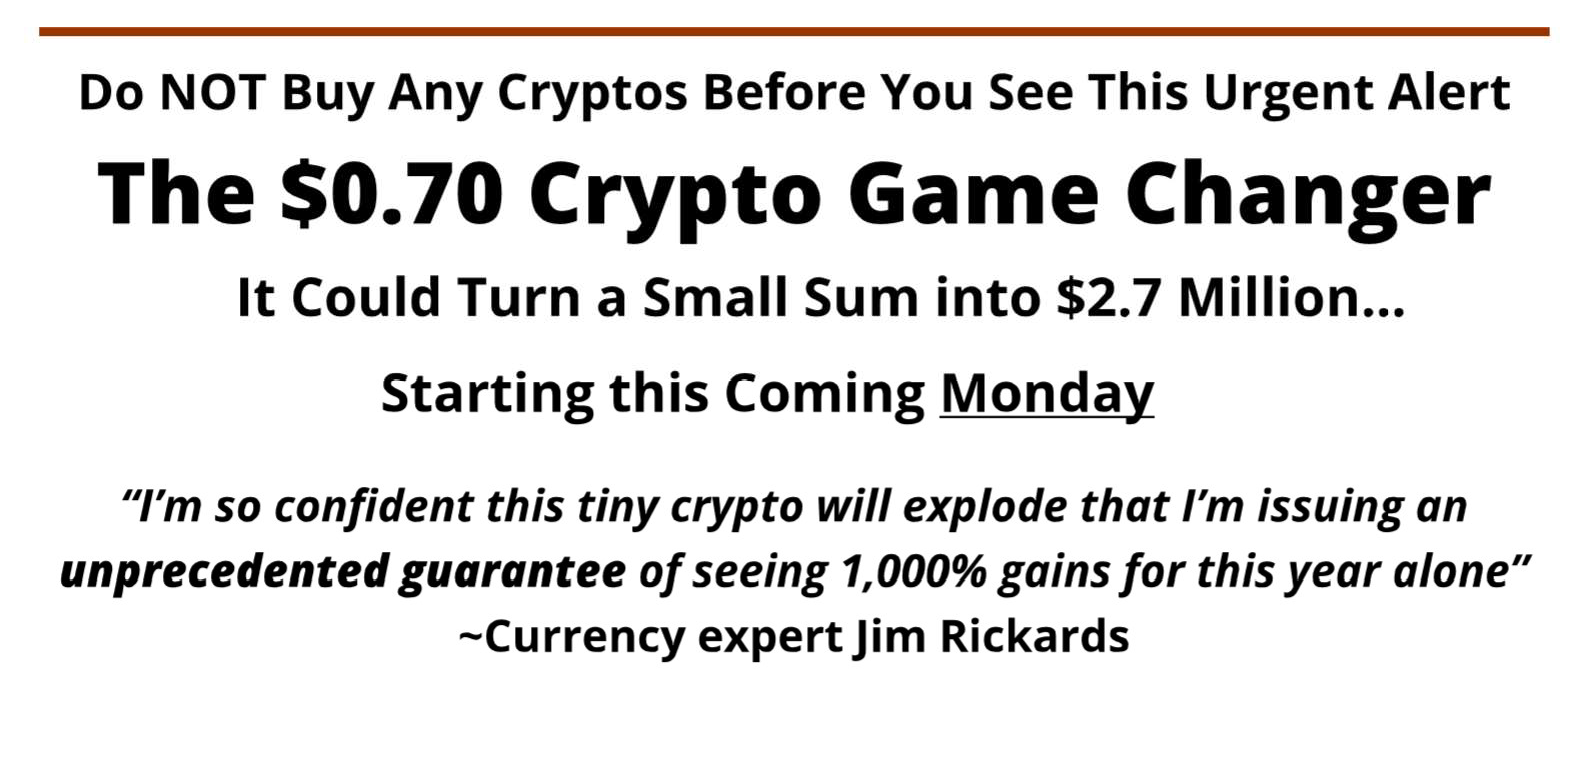 Do NOT Buy Any Cryptos Before You See This Urgent Alert
The $0.70 Crypto Game Changer
It Could Turn a Small Sum into $2.7 Million...
Starting this Coming Monday
“I’m so confident this tiny crypto will explode that I’m issuing an
unprecedented guarantee of seeing 1,000% gains for this year alone”
~Currency expert Jim Rickards